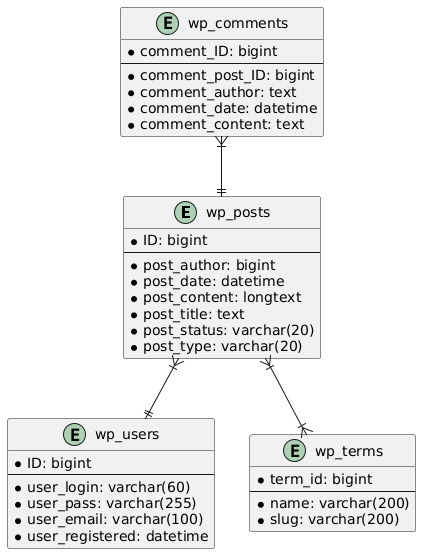 E wp_comments
comment_ID: bigint
comment_post_ID: bigint
comment_author: text
comment_date: datetime
comment_content: text
E wp_posts
ID: bigint
post_author: bigint
post_date: datetime
post_content: longtext
post_title: text
post_status: varchar(20)
post_type: varchar(20)
E wp_users
ID: bigint
user_login: varchar(60)
user_pass: varchar(255)
user_email: varchar(100)
user_registered: datetime
E wp_terms
term_id: bigint
name: varchar(200)
slug: varchar(200)